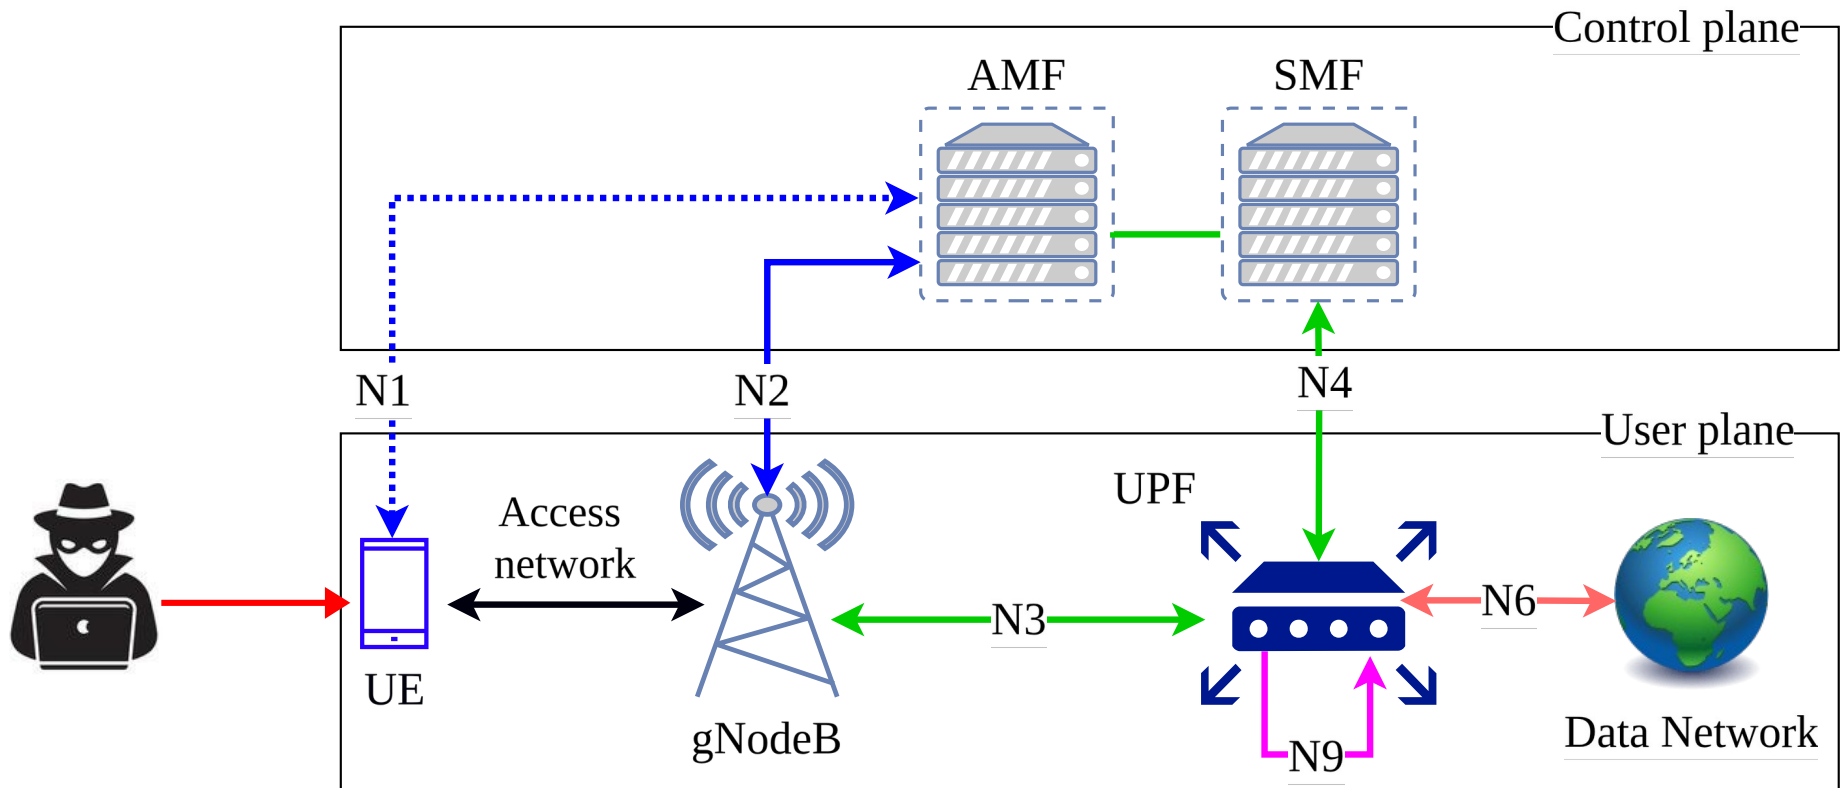 Control plane
AMF
SMF
N1
N2
N4
User plane
UPF
Access
network
N3
N6
UE
gNodeB
N9
Data Network